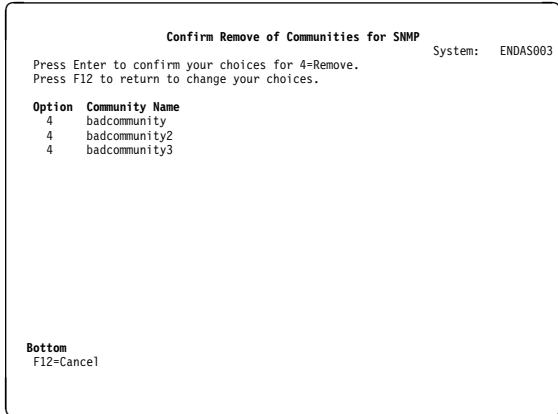 Confirm Remove of Communities for SNMP
System: ENDAS003
Press Enter to confirm your choices for 4=Remove.
Press F12 to return to change your choices.
Option Community Name
4 badcommunity
4 badcommunity2
4 badcommunity3
Bottom
F12=Cancel